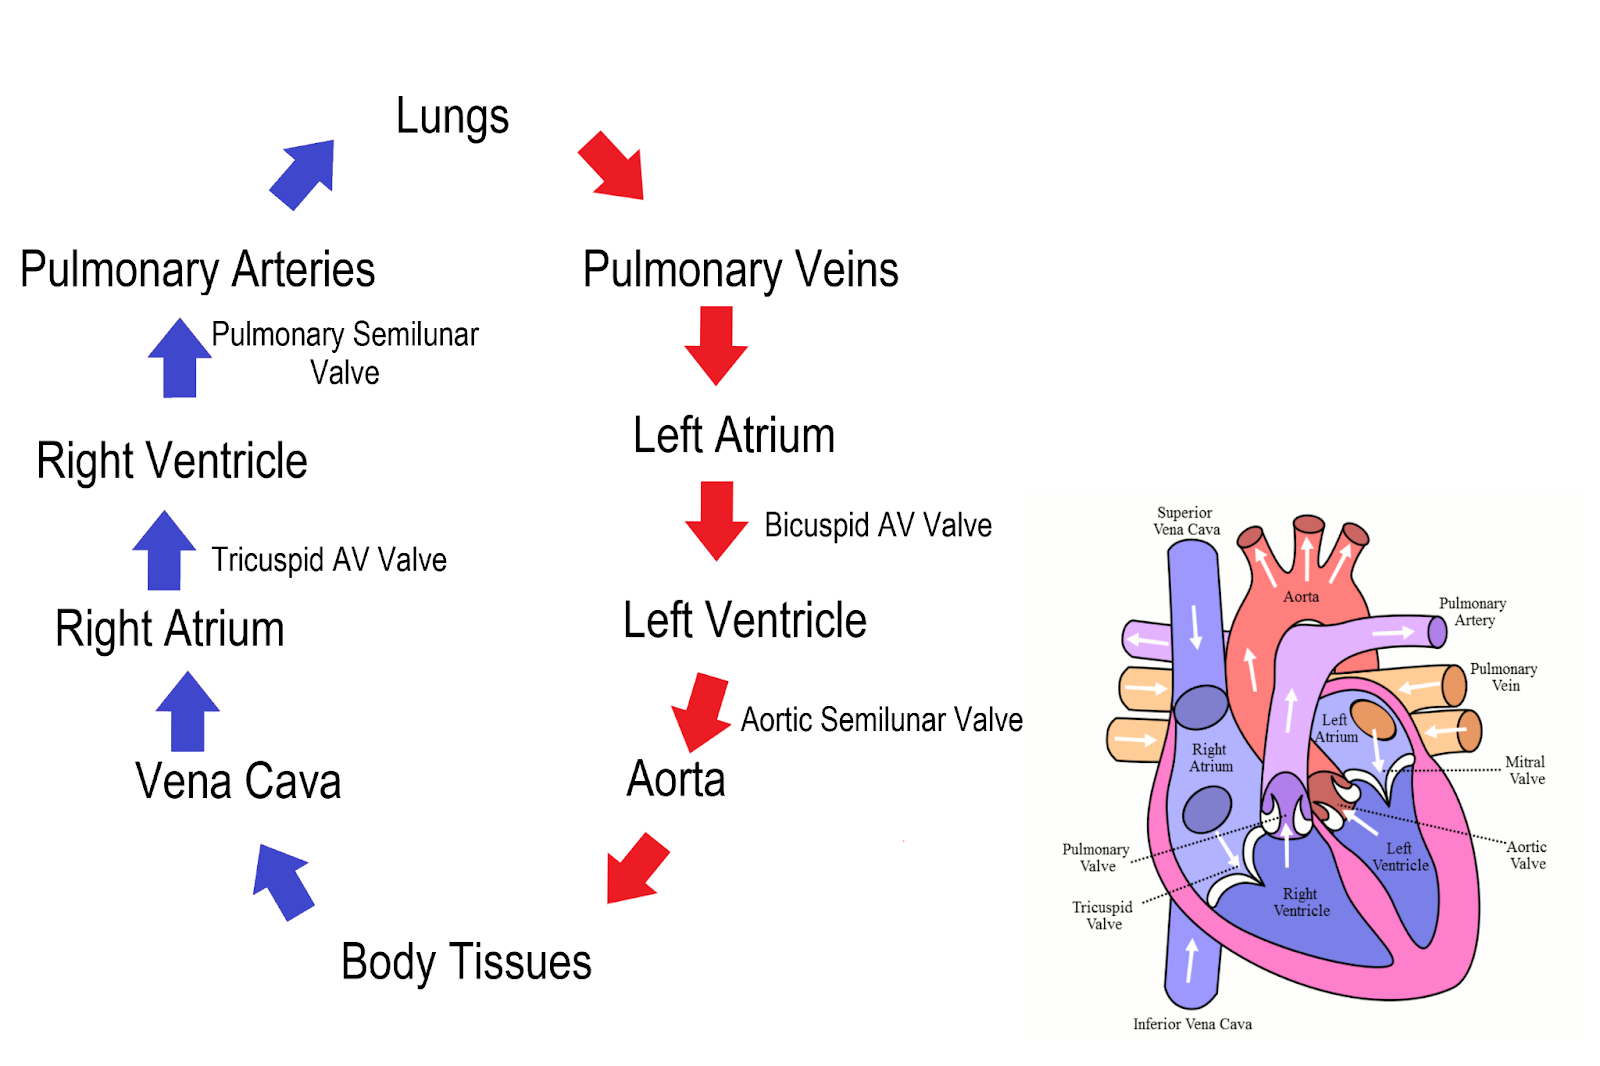 Lungs
Pulmonary Arteries
Pulmonary Veins
Pulmonary Semilunar
Valve
Left Atrium
Right Ventricle
Bicuspid AV Valve
Tricuspid AV Valve
Left Ventricle
Right Atrium
Aortic Semilunar Valve
Vena Cava
Aorta
Body Tissues
Superior
Vena Cava
Aorta
Pulmonary
Artery
Pulmonary
Vein
Left
Atrium
Right
Atrium
Mitral
Valve
Pulmonary
Valve
Left
Ventricle
Aortic
Valve
Tricuspid
Valve
Right
Ventricle
Inferior Vena Cava